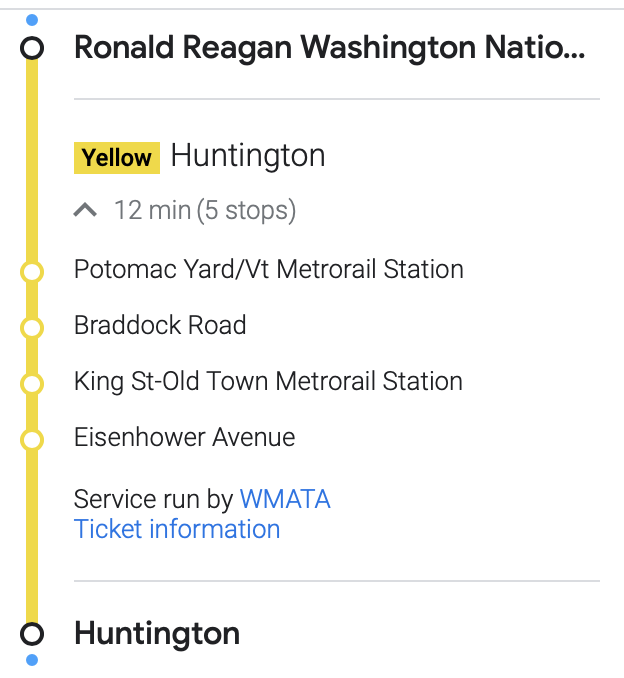 Ronald Reagan Washington Natio...
Yellow Huntington
12 min (5 stops)
Potomac Yard/Vt Metrorail Station
Braddock Road
King St-Old Town Metrorail Station
Eisenhower Avenue
Service run by WMATA
Ticket information
Huntington